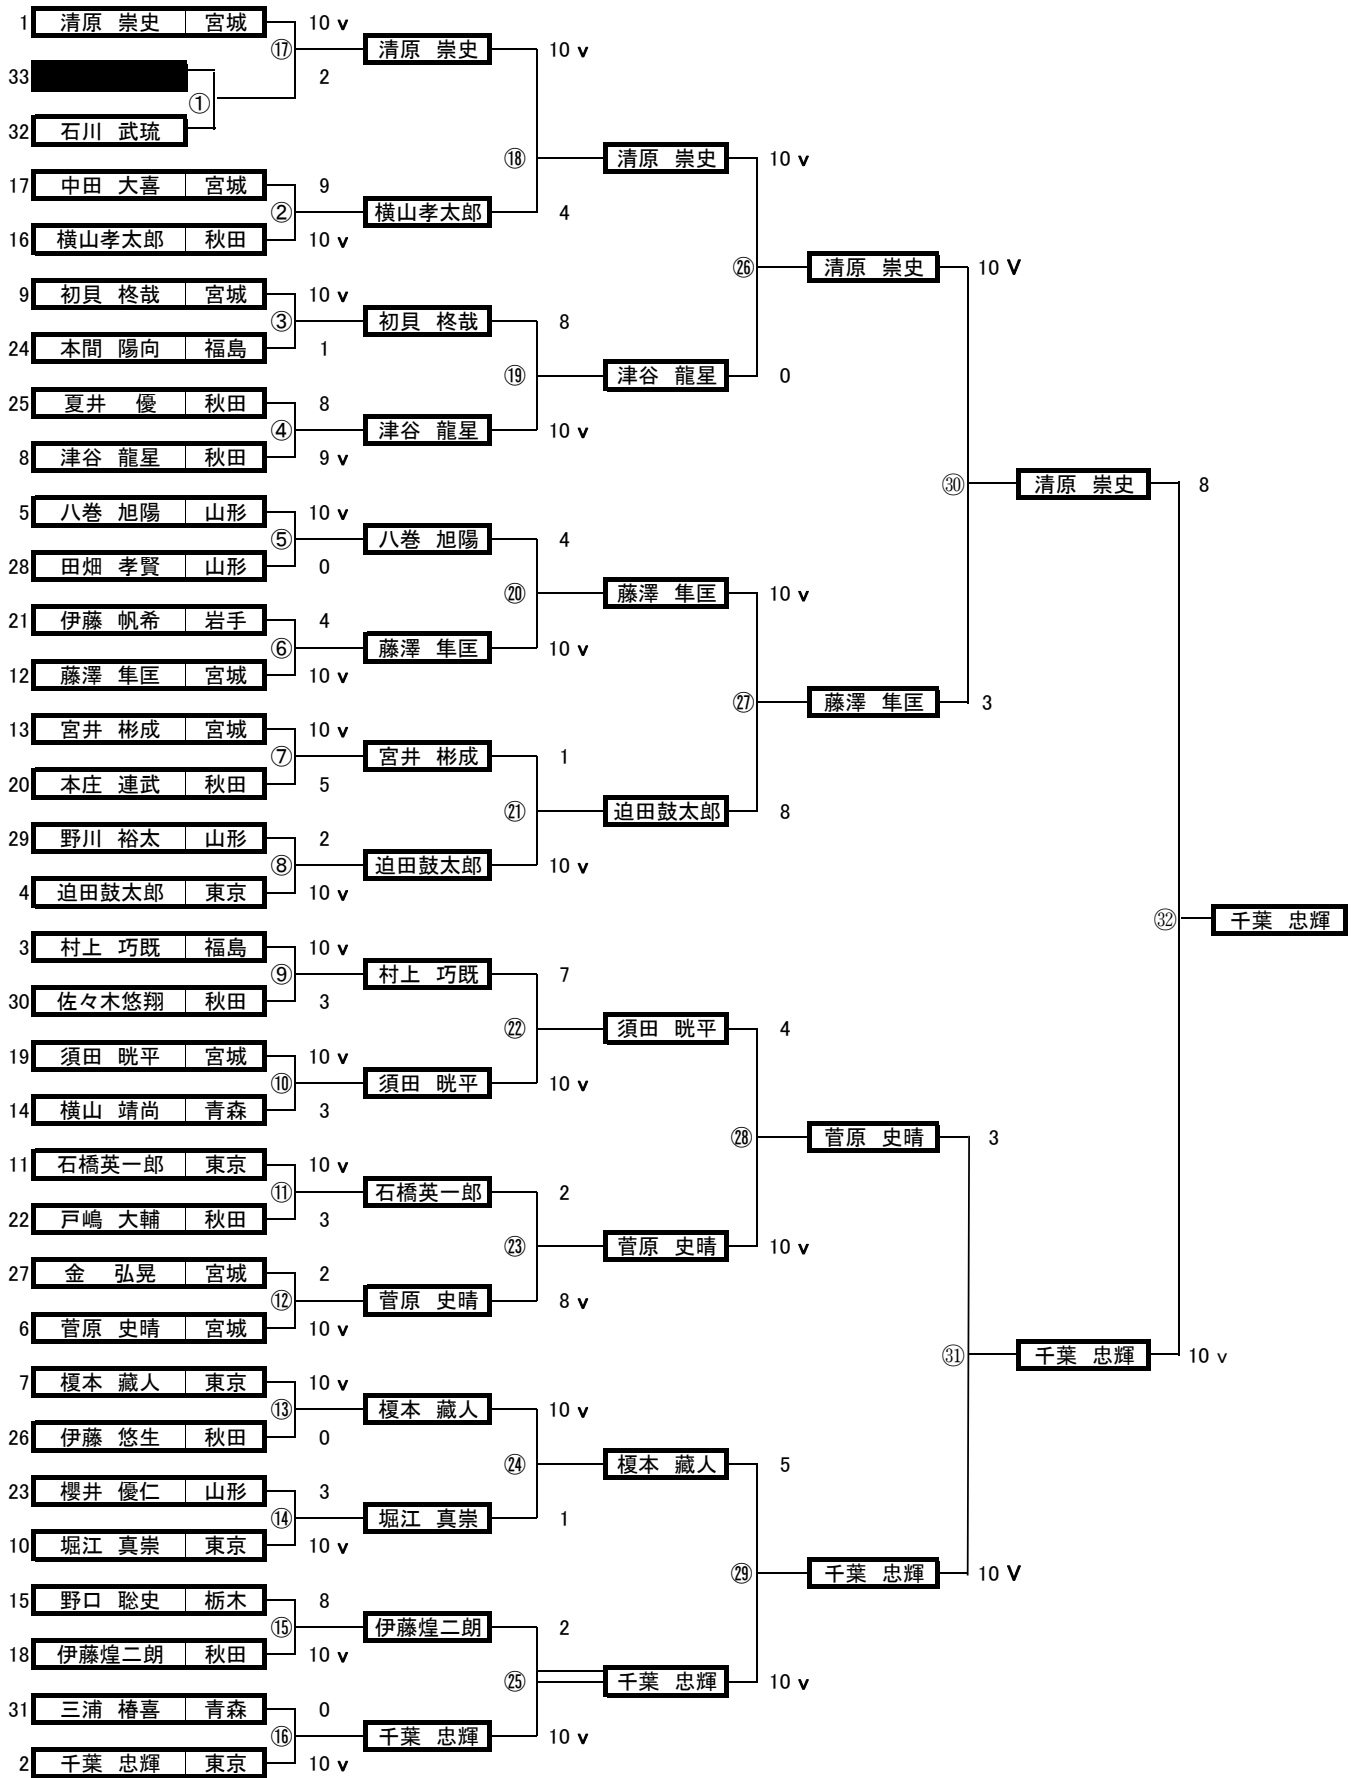 1 清原 崇史 宮城 10 v
⑰ 清原 崇史 10 v
33 2
①
32 石川 武琉
⑱ 清原 崇史 10 v
17 中田 大喜 宮城 9
② 横山孝太郎 4
16 横山孝太郎 秋田 10 v
㉖ 清原 崇史 10 V
9 初貝 柊哉 宮城 10 v
③ 初貝 柊哉 8
24 本間 陽向 福島 1
⑲ 津谷 龍星 0
25 夏井 優 秋田 8
④ 津谷 龍星 10 v
8 津谷 龍星 秋田 9 v
㉚ 清原 崇史 8
5 八巻 旭陽 山形 10 v
⑤ 八巻 旭陽 4
28 田畑 孝賢 山形 0
⑳ 藤澤 隼匡 10 v
21 伊藤 帆希 岩手 4
⑥ 藤澤 隼匡 10 v
12 藤澤 隼匡 宮城 10 v
㉗ 藤澤 隼匡 3
13 宮井 彬成 宮城 10 v
⑦ 宮井 彬成 1
20 本庄 連武 秋田 5
㉑ 迫田鼓太郎 8
29 野川 裕太 山形 2
⑧ 迫田鼓太郎 10 v
4 迫田鼓太郎 東京 10 v
㉜ 千葉 忠輝
3 村上 巧既 福島 10 v
⑨ 村上 巧既 7
30 佐々木悠翔 秋田 3
㉒ 須田 晄平 4
19 須田 晄平 宮城 10 v
⑩ 須田 晄平 10 v
14 横山 靖尚 青森 3
㉘ 菅原 史晴 3
11 石橋英一郎 東京 10 v
⑪ 石橋英一郎 2
22 戸嶋 大輔 秋田 3
㉓ 菅原 史晴 10 v
27 金 弘晃 宮城 2
⑫ 菅原 史晴 8 v
6 菅原 史晴 宮城 10 v
㉛ 千葉 忠輝 10 v
7 榎本 藏人 東京 10 v
⑬ 榎本 藏人 10 v
26 伊藤 悠生 秋田 0
㉔ 榎本 藏人 5
23 櫻井 優仁 山形 3
⑭ 堀江 真崇 1
10 堀江 真崇 東京 10 v
㉙ 千葉 忠輝 10 V
15 野口 聡史 栃木 8
⑮ 伊藤煌二朗 2
18 伊藤煌二朗 秋田 10 v
㉕ 千葉 忠輝 10 v
31 三浦 椿喜 青森 0
⑯ 千葉 忠輝 10 v
2 千葉 忠輝 東京 10 v